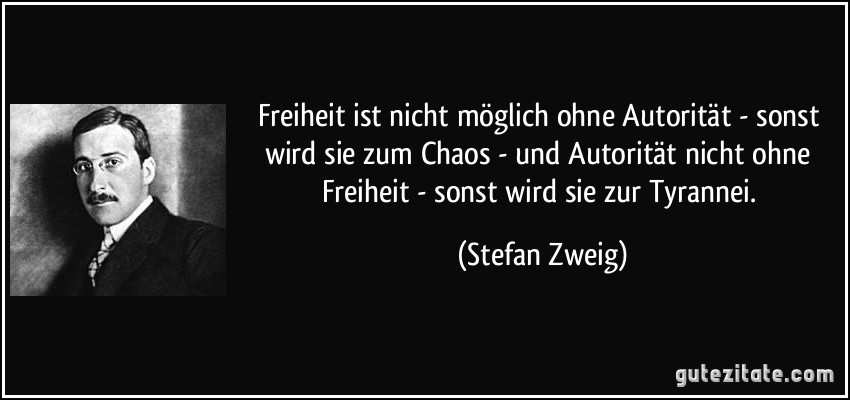 Freiheit ist nicht möglich ohne Autorität - sonst
wird sie zum Chaos - und Autorität nicht ohne
Freiheit - sonst wird sie zur Tyrannei.
(Stefan Zweig)
gutezitate.com